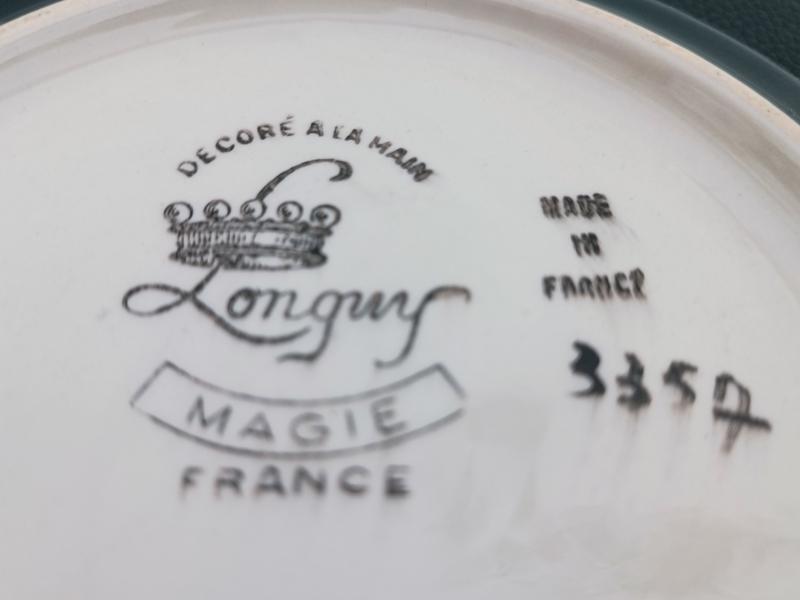 DECORÉ A LA MAIN
Longwy
MAGIE
FRANCE
MADE
IN
FRANCE
3357